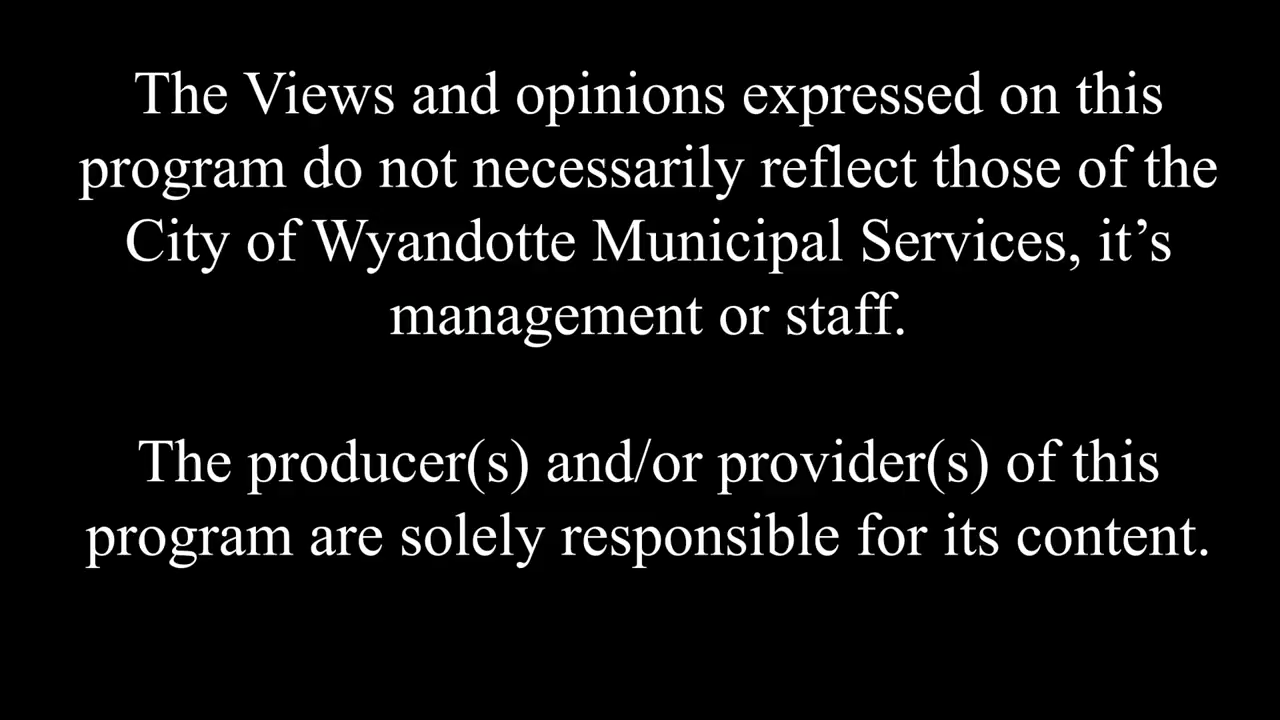 The Views and opinions expressed on this
program do not necessarily reflect those of the
City of Wyandotte Municipal Services, it’s
management or staff.
The producer(s) and/or provider(s) of this
program are solely responsible for its content.